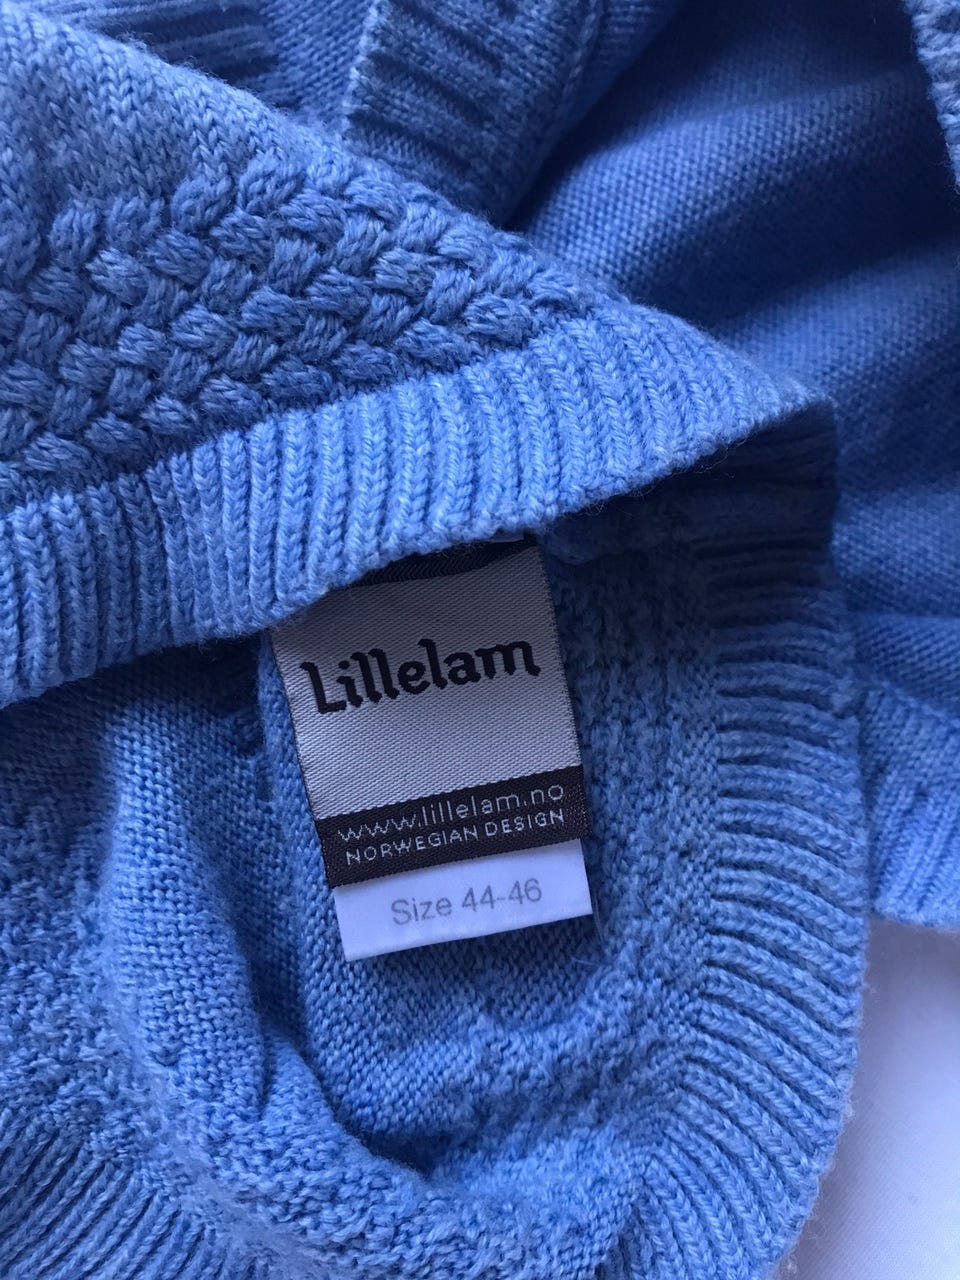 Lillelam
www.lillelam.no
NORWEGIAN DESIGN
Size 44-46